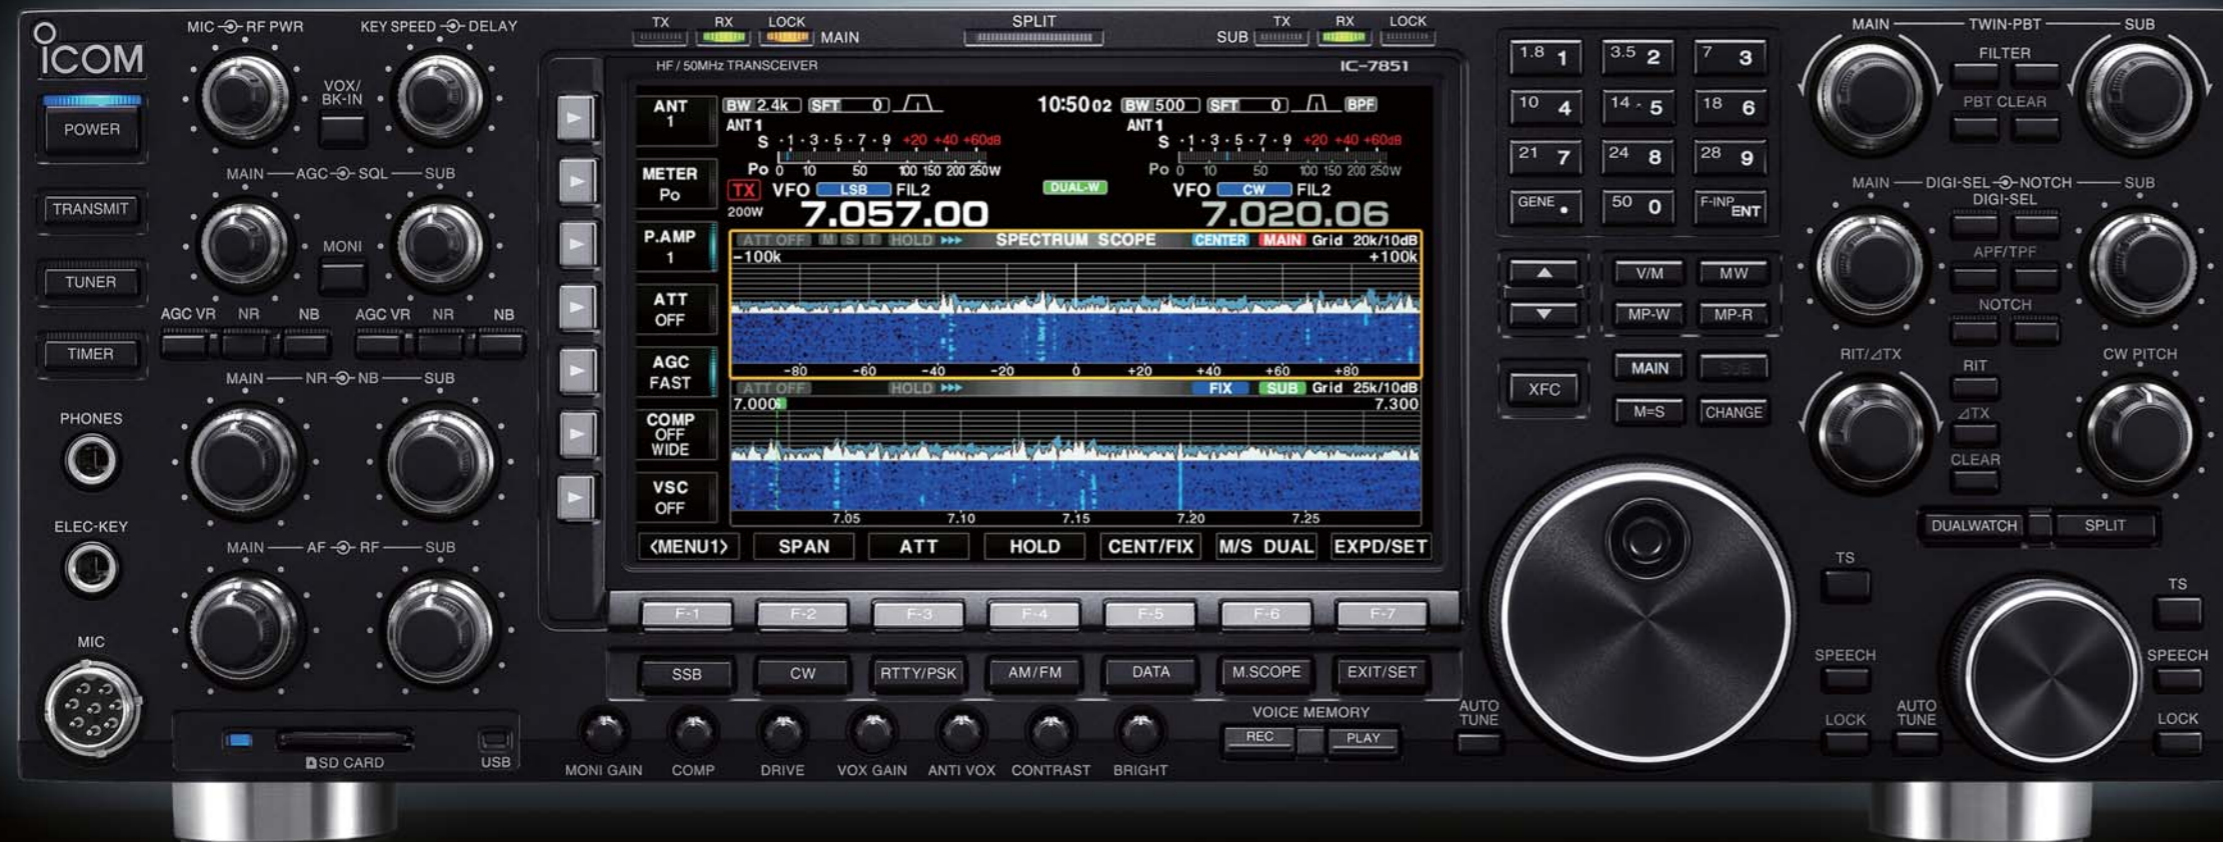 ICOM
MIC RF PWR
KEY SPEED DELAY
VOX/
BK-IN
POWER
MAIN AGC SQL SUB
TRANSMIT
MONI
TUNER
AGC VR NR NB AGC VR NR NB
TIMER
MAIN NR NB SUB
PHONES
ELEC-KEY
MAIN AF RF SUB
MIC
SD CARD
USB
TX RX LOCK MAIN
SPLIT
SUB TX RX LOCK
HF / 50MHz TRANSCEIVER
IC-7851
ANT
1
METER
Po
P.AMP
1
ATT
OFF
AGC
FAST
COMP
OFF
WIDE
VSC
OFF
BW 2.4k SFT 0
10:50 02
BW 500 SFT 0 BPF
ANT 1
ANT 1
S 1 3 5 7 9 +20 +40 +60dB
S 1 3 5 7 9 +20 +40 +60dB
Po 0 10 50 100 150 200 250W
Po 0 10 50 100 150 200 250W
TX VFO LSB FIL2
DUAL-W
VFO CW FIL2
200W 7.057.00
7.020.06
ATT OFF M S T HOLD SPECTRUM SCOPE CENTER MAIN Grid 20k/10dB
-100k +100k
-80 -60 -40 -20 0 +20 +40 +60 +80
ATT OFF HOLD FIX SUB Grid 25k/10dB
7.000 7.300
7.05 7.10 7.15 7.20 7.25
<MENU1> SPAN ATT HOLD CENT/FIX M/S DUAL EXPD/SET
F-1 F-2 F-3 F-4 F-5 F-6 F-7
SSB CW RTTY/PSK AM/FM DATA M.SCOPE EXIT/SET
MONI GAIN COMP DRIVE VOX GAIN ANTI VOX CONTRAST BRIGHT
VOICE MEMORY
REC PLAY
1.8 1 3.5 2 7 3
10 4 14 5 18 6
21 7 24 8 28 9
GENE . 50 0 F-INP ENT
▲ V/M MW
▼ MP-W MP-R
XFC
MAIN SUB
M=S CHANGE
AUTO
TUNE
MAIN TWIN-PBT SUB
FILTER
PBT CLEAR
MAIN DIGI-SEL NOTCH SUB
DIGI-SEL
APF/TPF
NOTCH
RIT/⊿TX
RIT
CW PITCH
⊿TX
CLEAR
DUALWATCH SPLIT
TS
SPEECH
LOCK
AUTO
TUNE
TS
SPEECH
LOCK